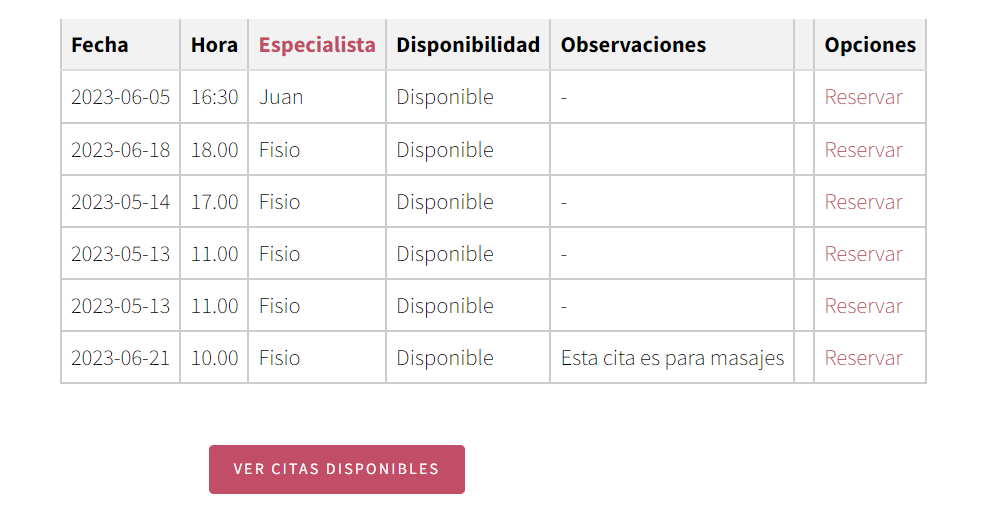 Fecha Hora Especialista Disponibilidad Observaciones Opciones
2023-06-05 16:30 Juan Disponible - Reservar
2023-06-18 18.00 Fisio Disponible Reservar
2023-05-14 17.00 Fisio Disponible - Reservar
2023-05-13 11.00 Fisio Disponible - Reservar
2023-05-13 11.00 Fisio Disponible - Reservar
2023-06-21 10.00 Fisio Disponible Esta cita es para masajes Reservar
VER CITAS DISPONIBLES